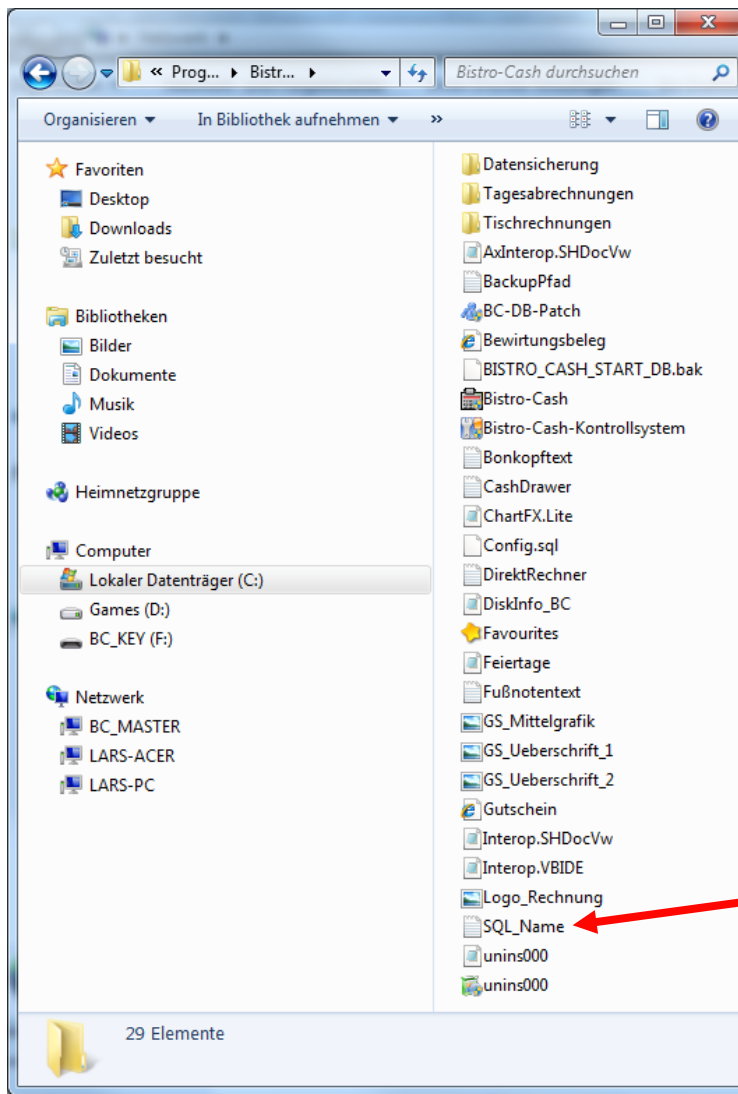 « Prog... Bistr...
Bistro-Cash durchsuchen
Organisieren
In Bibliothek aufnehmen
»
Favoriten
Desktop
Downloads
Zuletzt besucht
Bibliotheken
Bilder
Dokumente
Musik
Videos
Heimnetzgruppe
Computer
Lokaler Datenträger (C:)
Games (D:)
BC_KEY (F:)
Netzwerk
BC_MASTER
LARS-ACER
LARS-PC
Datensicherung
Tagesabrechnungen
Tischrechnungen
AxInterop.SHDocVw
BackupPfad
BC-DB-Patch
Bewirtungsbeleg
BISTRO_CASH_START_DB.bak
Bistro-Cash
Bistro-Cash-Kontrollsystem
Bonkopftext
CashDrawer
ChartFX.Lite
Config.sql
DirektRechner
DiskInfo_BC
Favourites
Feiertage
Fußnotentext
GS_Mittelgrafik
GS_Ueberschrift_1
GS_Ueberschrift_2
Gutschein
Interop.SHDocVw
Interop.VBIDE
Logo_Rechnung
SQL_Name
unins000
unins000
29 Elemente